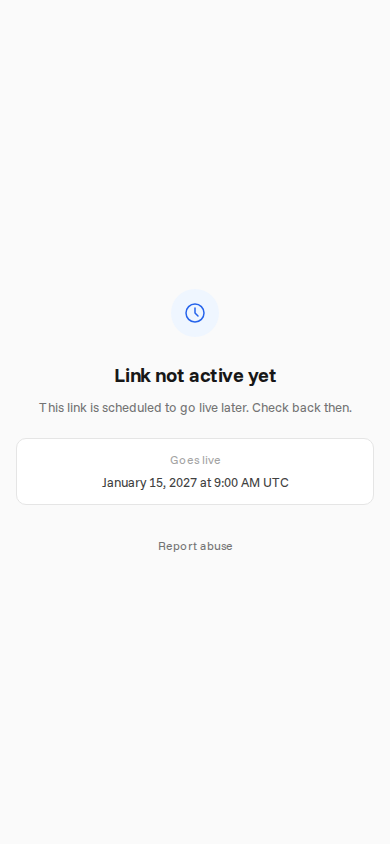 Link not active yet
This link is scheduled to go live later. Check back then.
Goes live
January 15, 2027 at 9:00 AM UTC
Report abuse